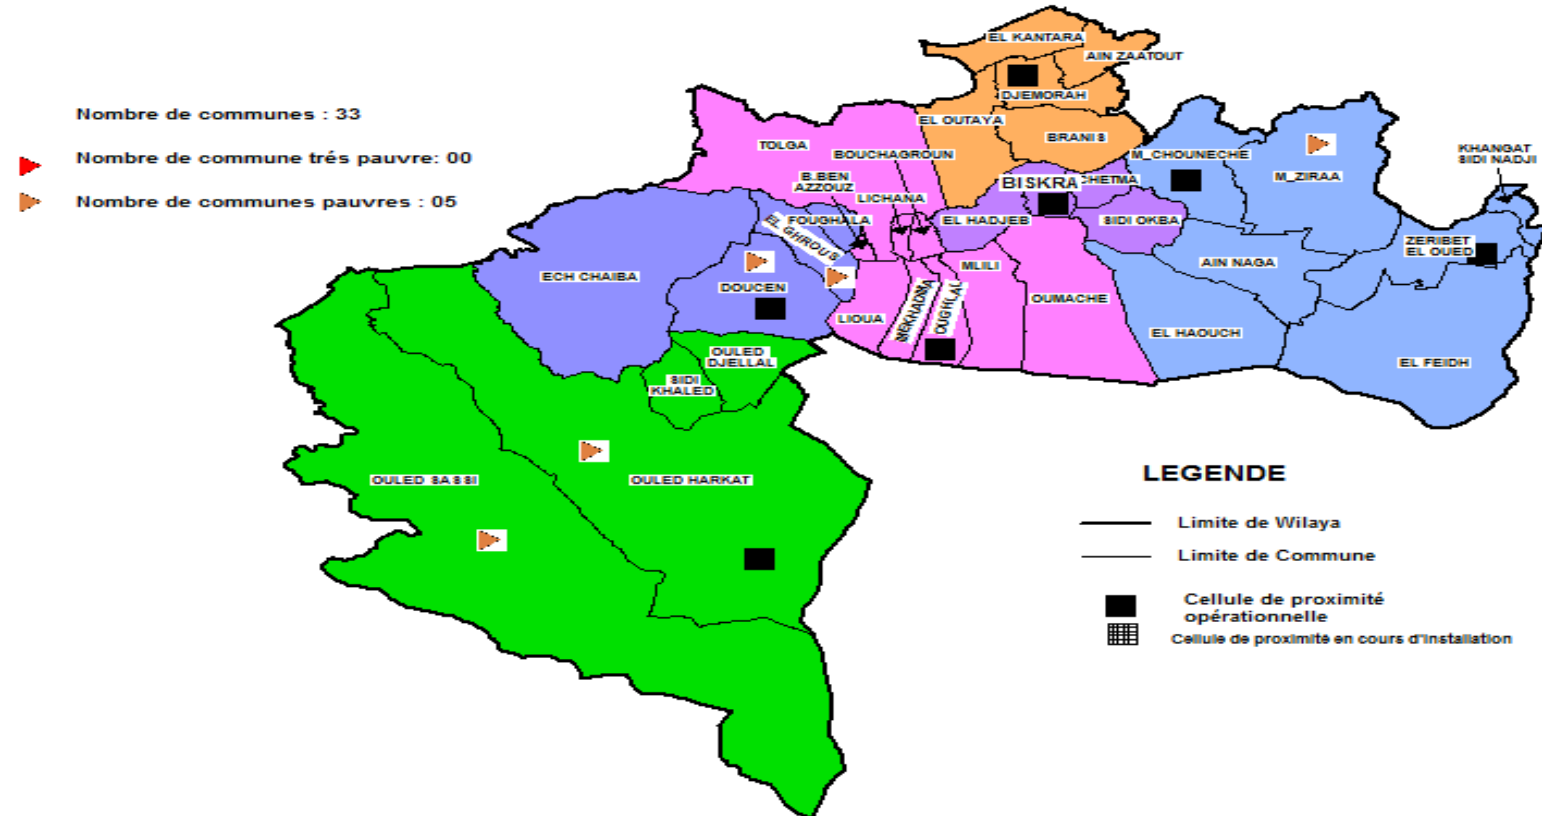 Nombre de communes : 33
Nombre de commune trés pauvre: 00
Nombre de communes pauvres : 05
EL KANTARA
AIN ZAATOUT
DJEMORAH
EL OUTAYA
BRANIS
TOLGA
BOUCHAGROUN
B.BEN
AZZOUZ
LICHANA
FOUGHALA
EL GHROUS
EL HADJEB
BISKRA
CHETMA
SIDI OKBA
M_CHOUNECHE
M_ZIRAA
KHANGAT
SIDI NADJI
ZERIBET
EL OUED
AIN NAGA
EL HAOUCH
EL FEIDH
ECH CHAIBA
DOUCEN
LIOUA
MEKHADMA
OUGHLAL
MLILI
OUMACHE
OULED
DJELLAL
SIDI
KHALED
OULED SASSI
OULED HARKAT
LEGENDE
Limite de Wilaya
Limite de Commune
Cellule de proximité
opérationnelle
Cellule de proximité en cours d'installation